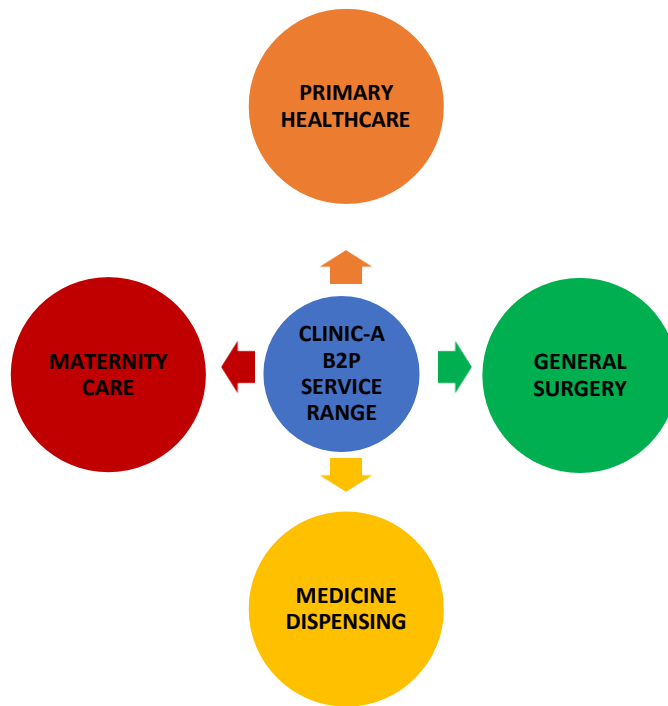 PRIMARY
HEALTHCARE
MATERNITY
CARE
CLINIC-A
B2P
SERVICE
RANGE
GENERAL
SURGERY
MEDICINE
DISPENSING